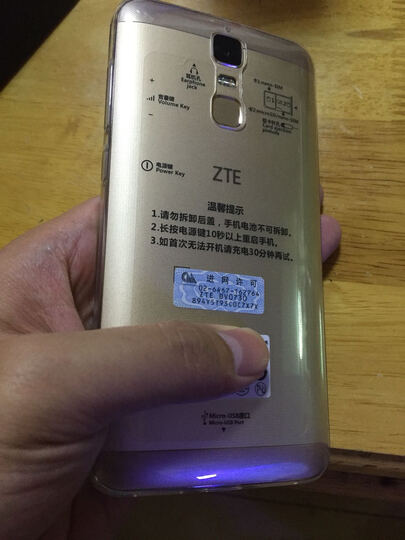 耳机孔
Earphone
jack
+
音量键
Volume Key
−
电源键
Power Key
ZTE
温馨提示
1.请勿拆卸后盖，手机电池不可拆卸。
2.长按电源键10秒以上重启手机。
3.如首次无法开机请充电30分钟再试。
进网许可
ZTE BV0730
Micro-USB接口
Micro-USB Port